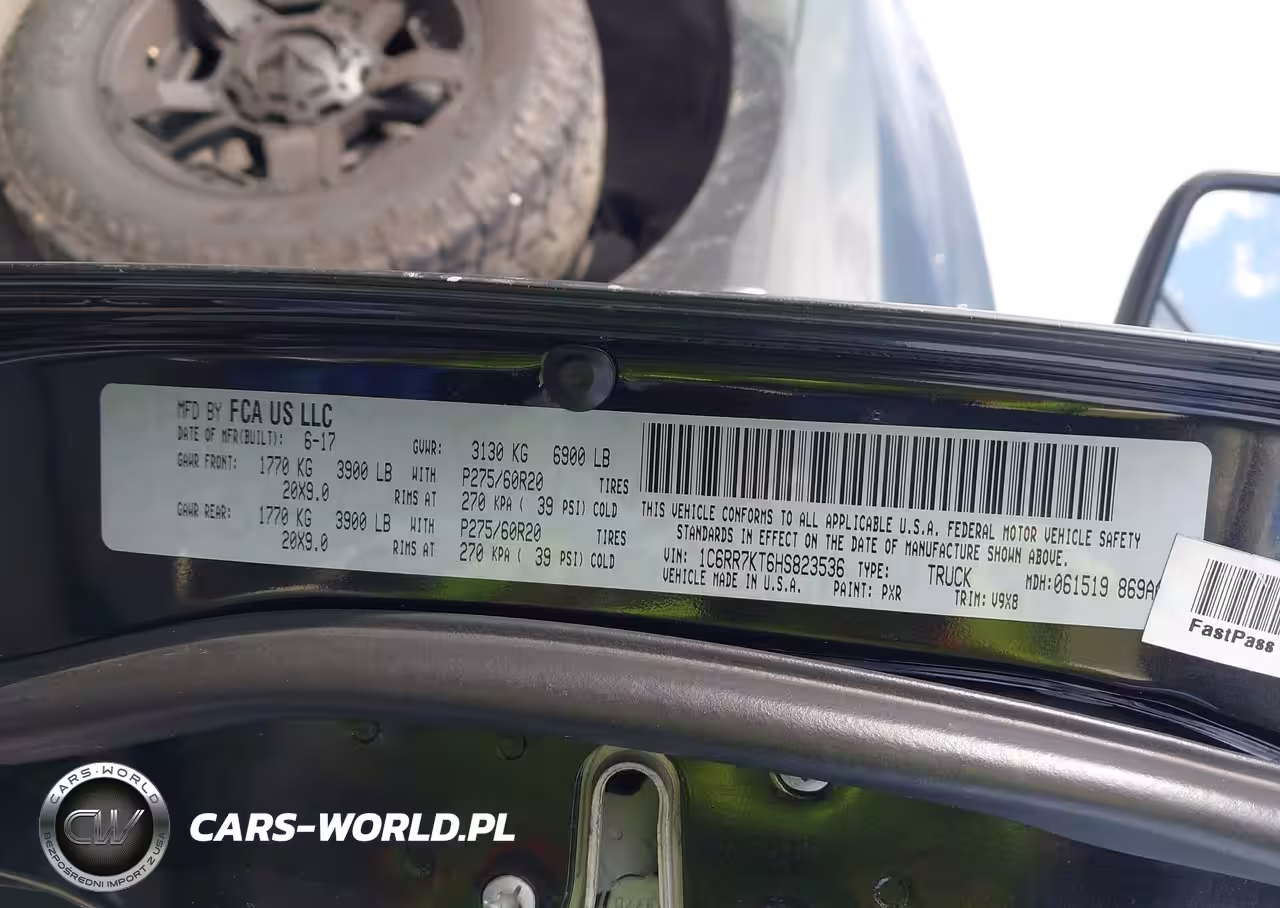 MFD BY FCA US LLC
DATE OF MFR(BUILT): 6-17 GVWR: 3130 KG 6900 LB
GAWR FRONT: 1770 KG 3900 LB WITH P275/60R20 TIRES
20X9.0 RIMS AT 270 KPA ( 39 PSI) COLD
GAWR REAR: 1770 KG 3900 LB WITH P275/60R20 TIRES
20X9.0 RIMS AT 270 KPA ( 39 PSI) COLD
THIS VEHICLE CONFORMS TO ALL APPLICABLE U.S.A. FEDERAL MOTOR VEHICLE SAFETY
STANDARDS IN EFFECT ON THE DATE OF MANUFACTURE SHOWN ABOVE.
VIN: 1C6RR7KT6HS823536 TYPE: TRUCK MDH:061519 869A
VEHICLE MADE IN U.S.A. PAINT: PXR TRIM: V9X8
FastPass
CARS-WORLD
CW
BEZPOŚREDNI IMPORT Z USA
CARS-WORLD.PL